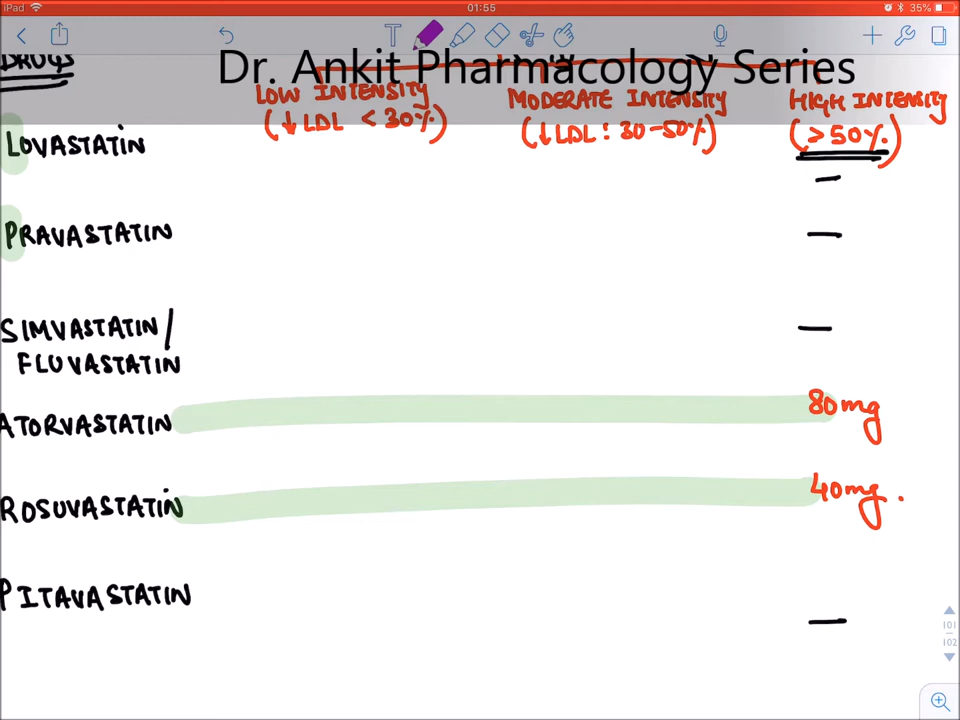 iPad 01:55 35%
T
DRUGS Dr. Ankit Pharmacology Series
LOW INTENSITY MODERATE INTENSITY HIGH INTENSITY
(↓ LDL < 30%) (↓ LDL : 30-50%) (>50%)
LOVASTATIN –
PRAVASTATIN –
SIMVASTATIN/ –
FLUVASTATIN
ATORVASTATIN 80mg
ROSUVASTATIN 40mg.
PITAVASTATIN –
101
102